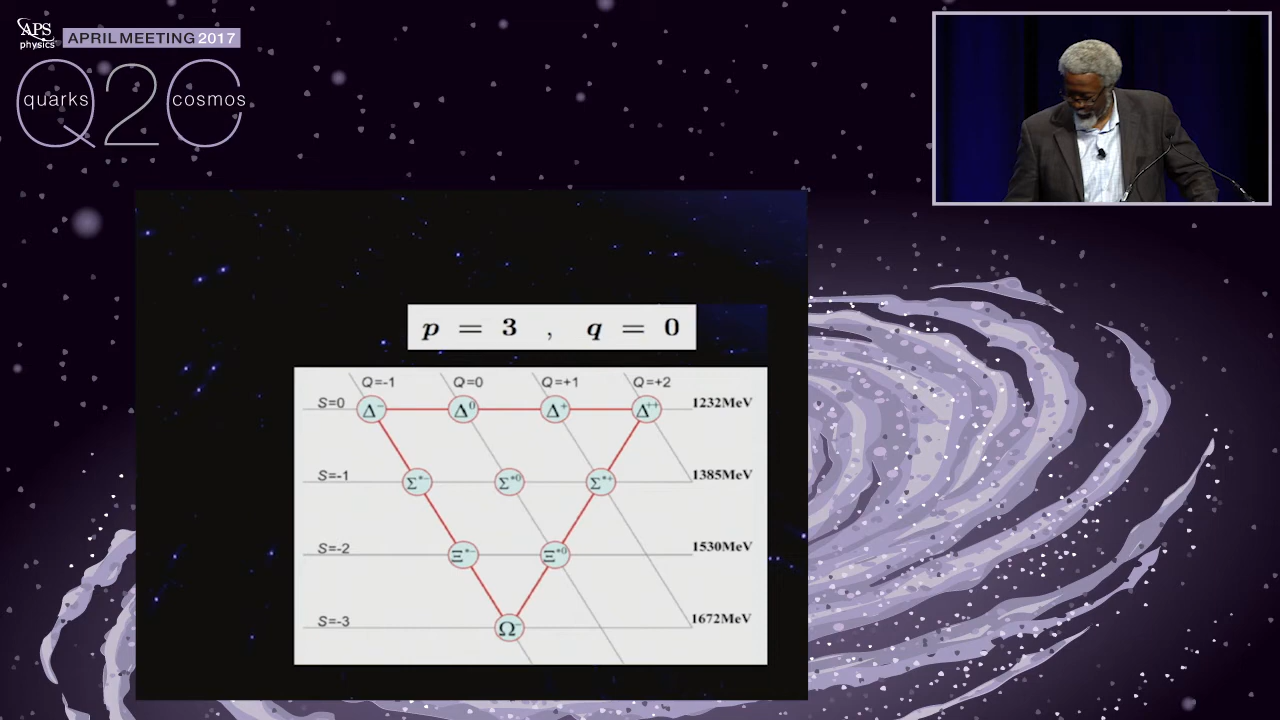 APS
physics
APRIL MEETING 2017
Q2C
quarks
cosmos
p = 3 , q = 0
Q=-1 Q=0 Q=+1 Q=+2
S=0 Δ⁻ Δ⁰ Δ⁺ Δ⁺⁺ 1232MeV
S=-1 Σ*⁻ Σ*⁰ Σ*⁺ 1385MeV
S=-2 Ξ*⁻ Ξ*⁰ 1530MeV
S=-3 Ω⁻ 1672MeV